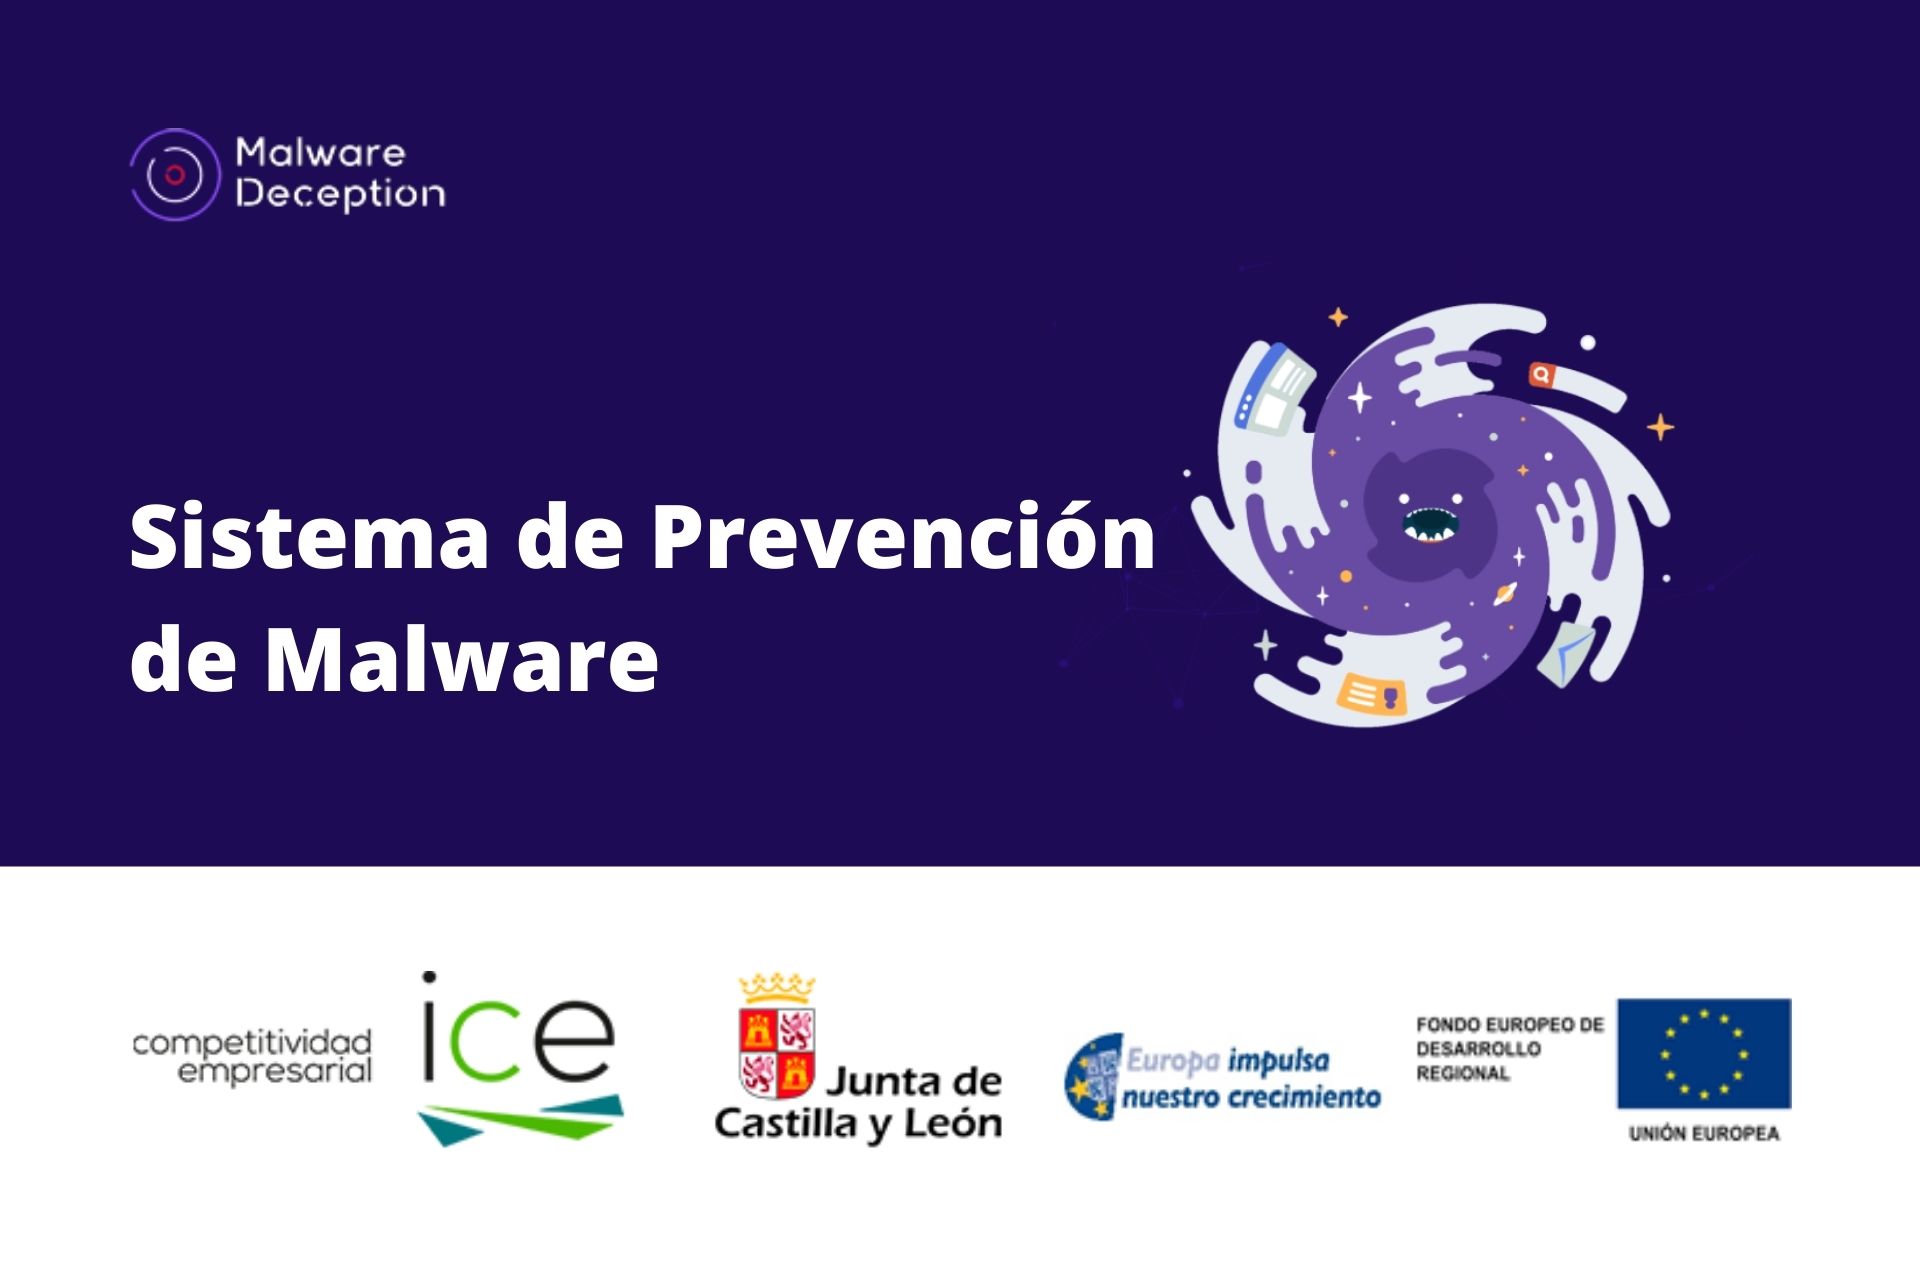 Malware
Deception
Sistema de Prevención
de Malware
competitividad
empresarial
ice
Junta de
Castilla y León
Europa impulsa
nuestro crecimiento
FONDO EUROPEO DE
DESARROLLO
REGIONAL
UNIÓN EUROPEA